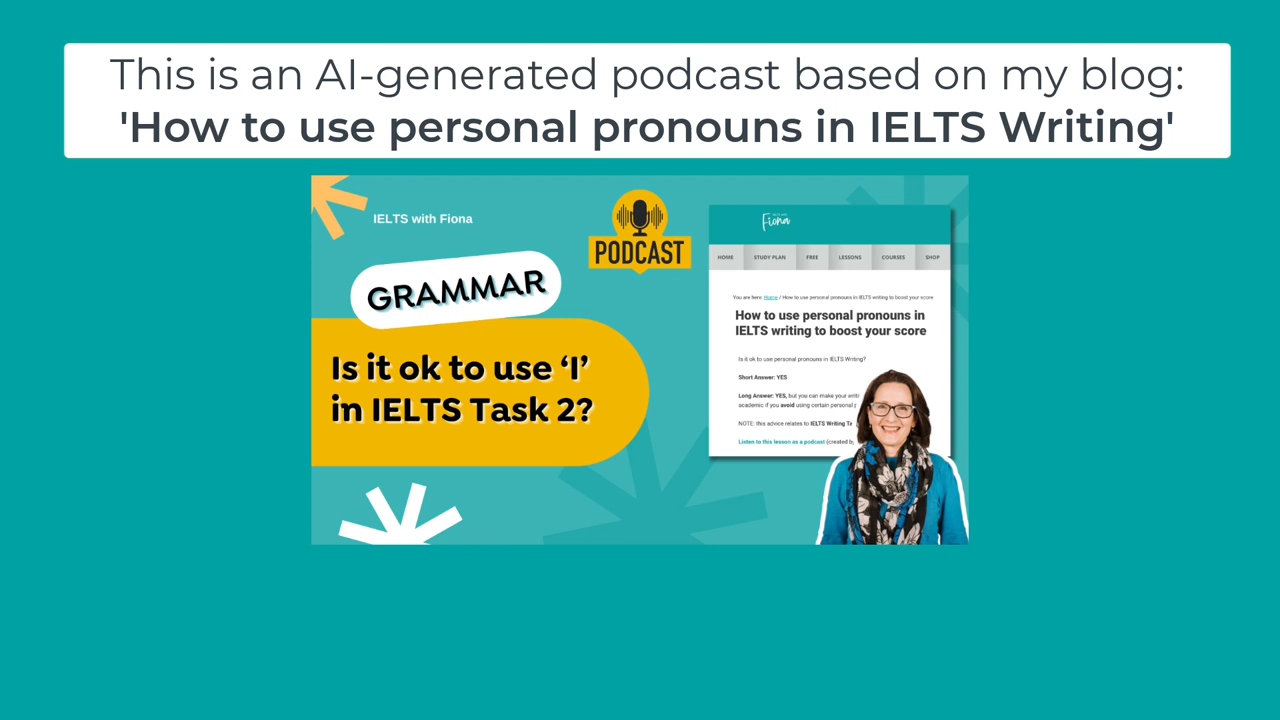 This is an AI-generated podcast based on my blog:
'How to use personal pronouns in IELTS Writing'
IELTS with Fiona
PODCAST
GRAMMAR
Is it ok to use ‘I’
in IELTS Task 2?
Fiona
HOME STUDY PLAN FREE LESSONS COURSES SHOP
You are here: Home / How to use personal pronouns in IELTS writing to boost your score
How to use personal pronouns in
IELTS writing to boost your score
Is it ok to use personal pronouns in IELTS Writing?
Short Answer: YES
Long Answer: YES, but you can make your
academic if you avoid using certain personal
NOTE: this advice relates to IELTS Writing
Listen to this lesson as a podcast (created